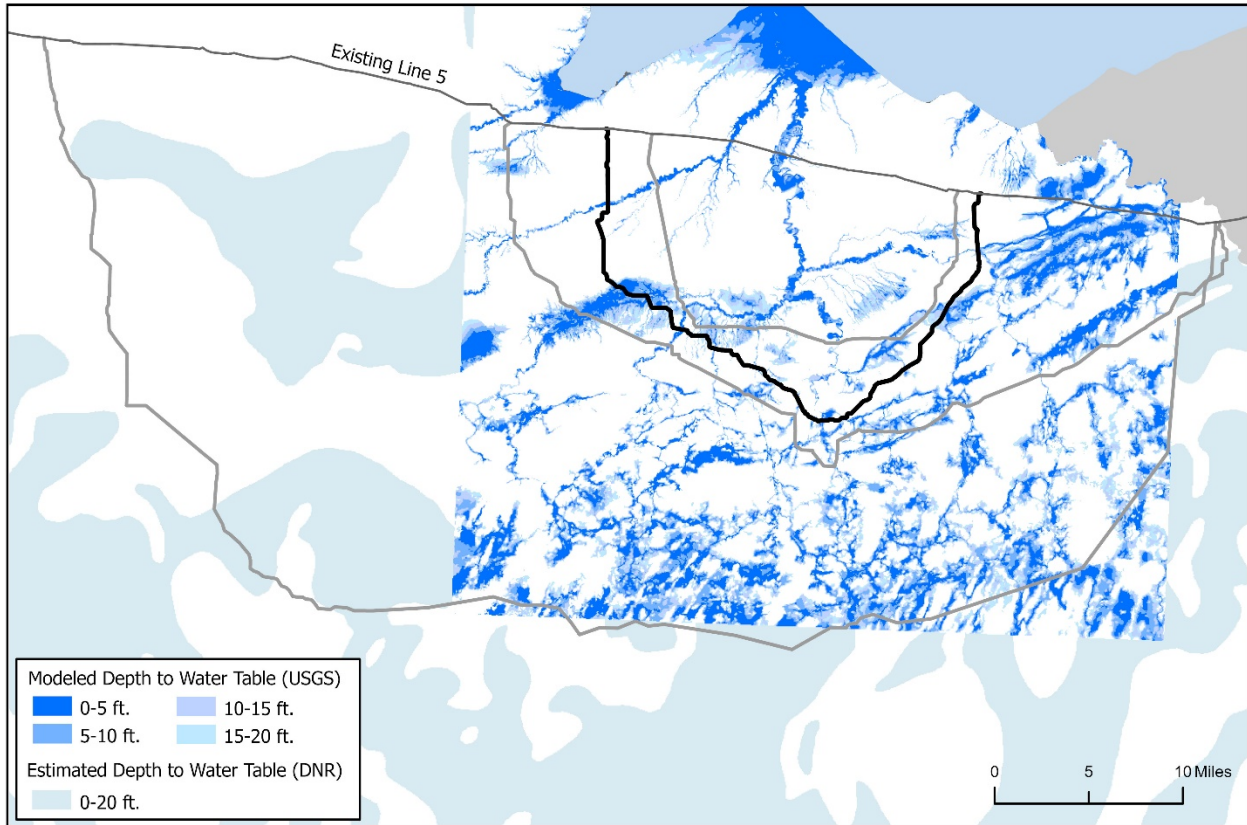 Existing Line 5
Modeled Depth to Water Table (USGS)
0-5 ft. 10-15 ft.
5-10 ft. 15-20 ft.
Estimated Depth to Water Table (DNR)
0-20 ft.
0 5 10 Miles